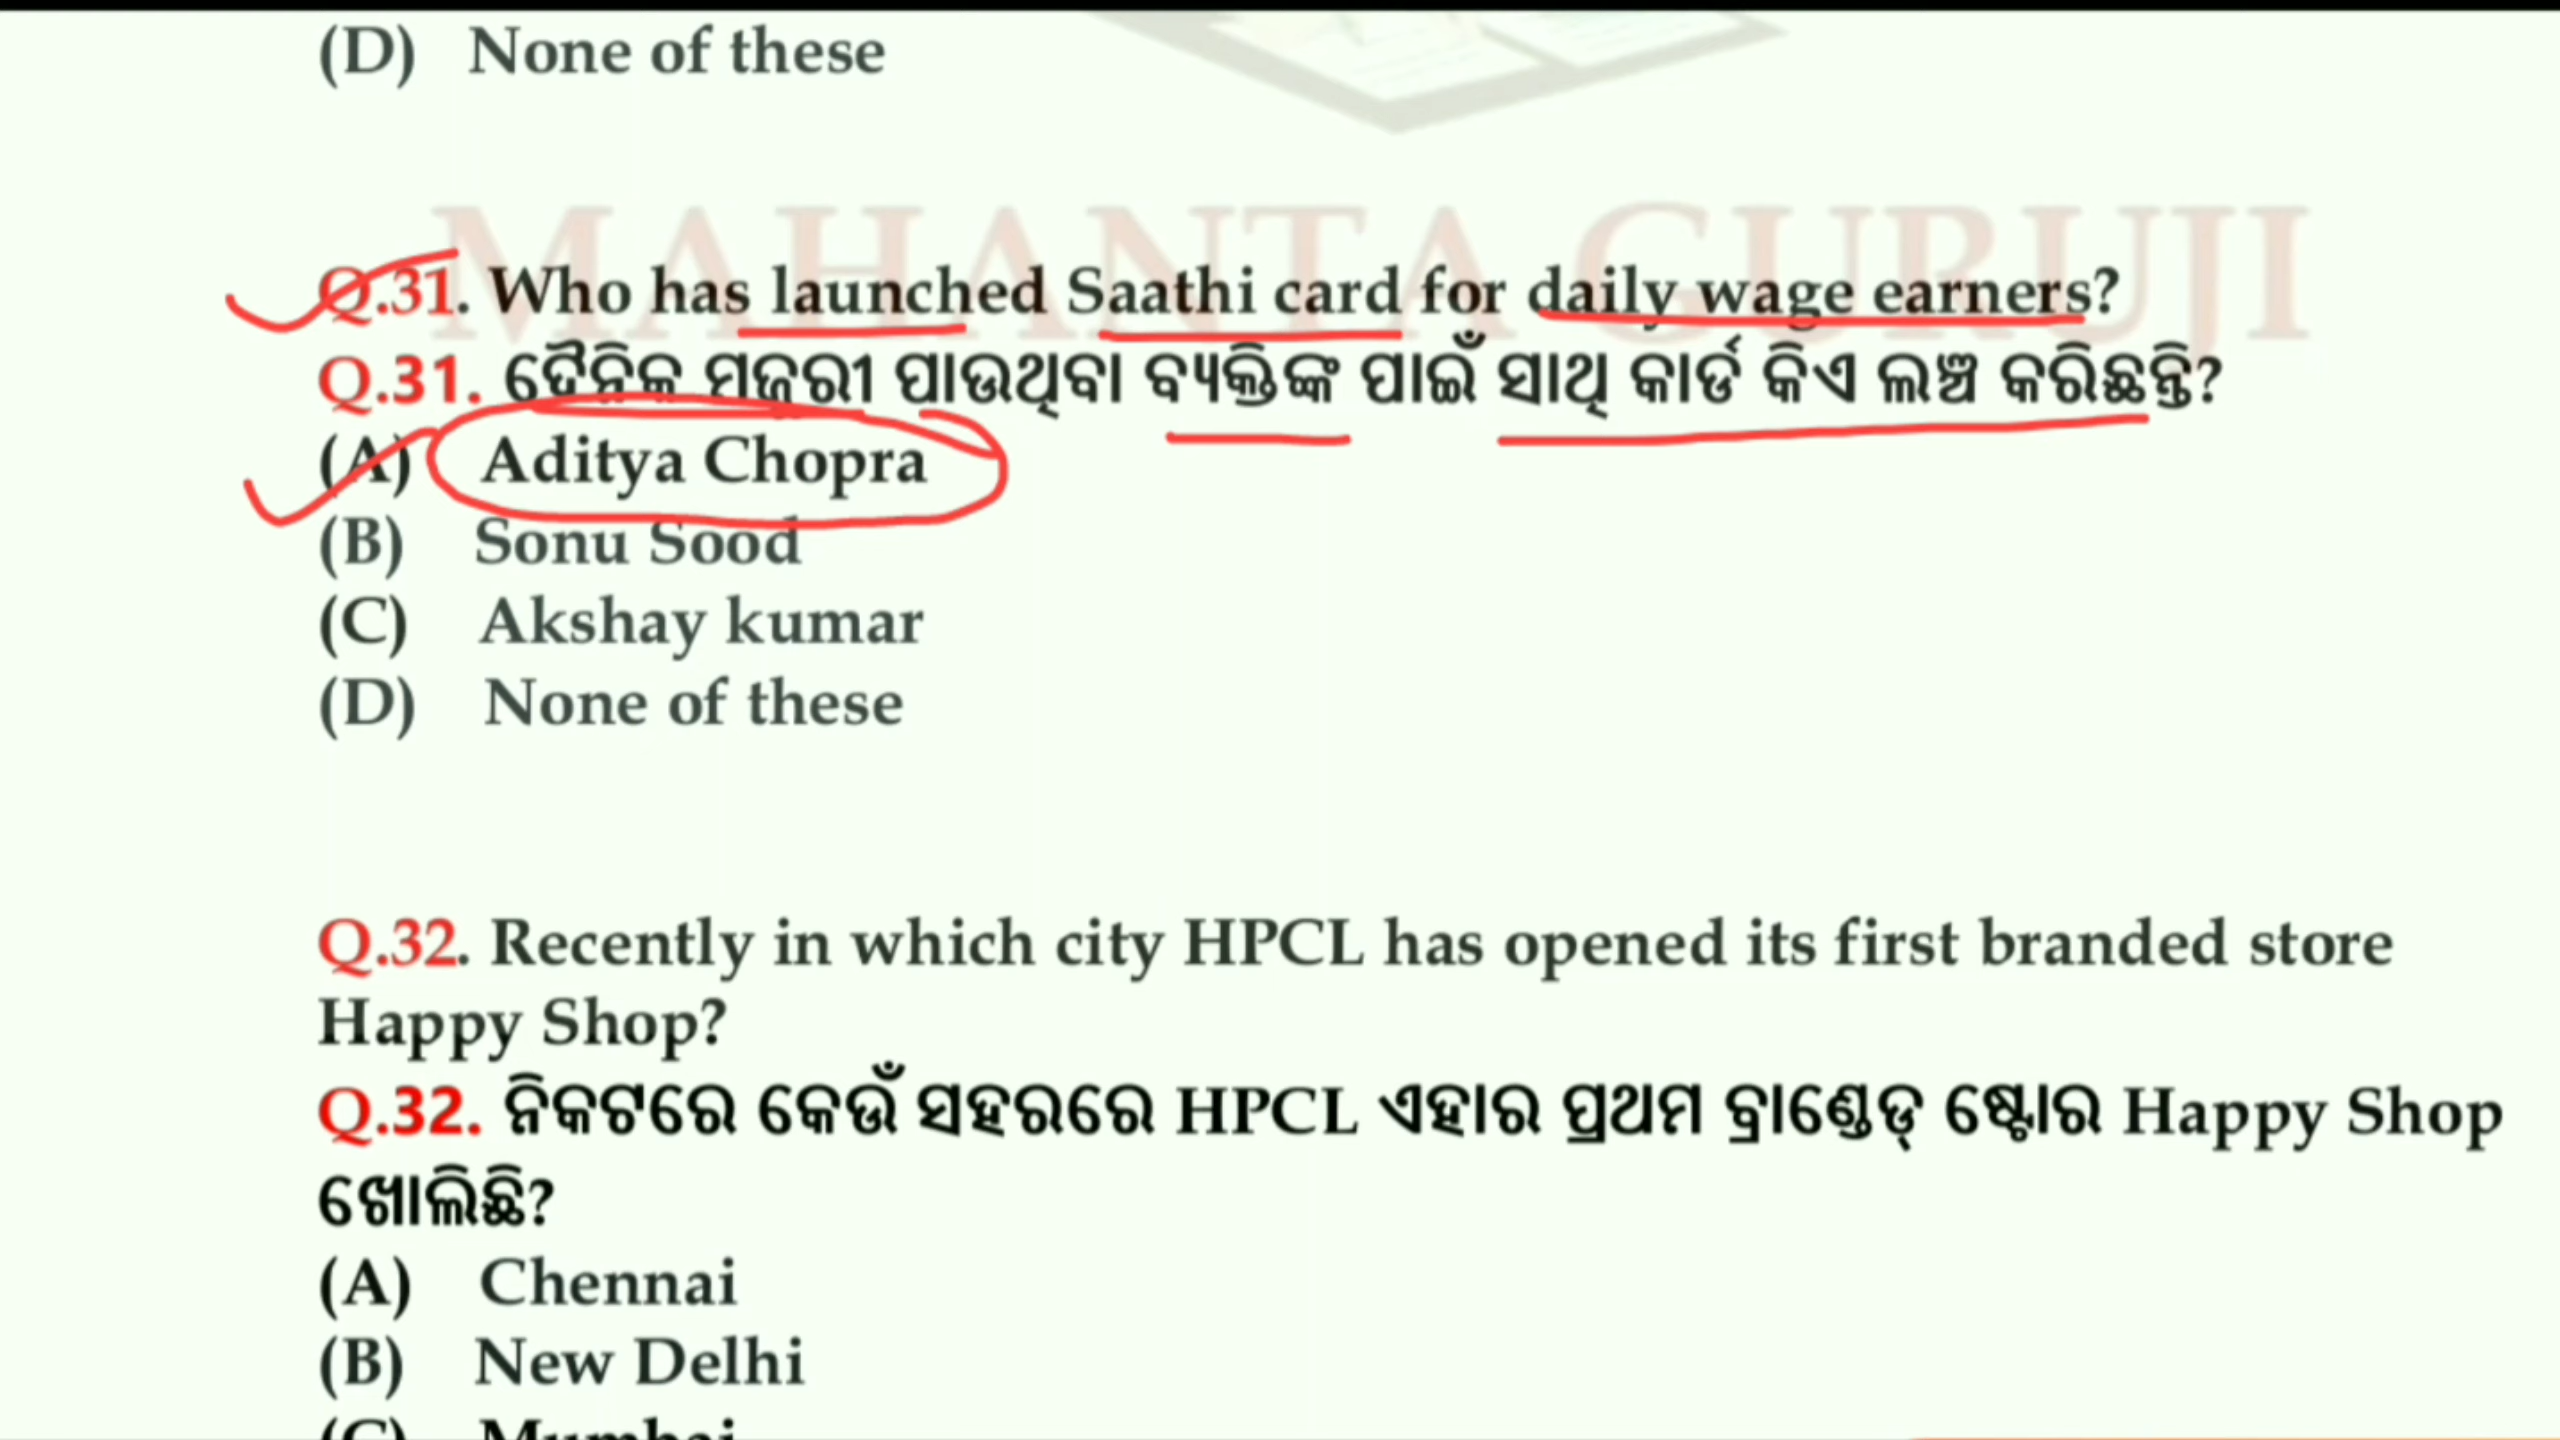 (D) None of these
MAHANTA GURUJI
Q.31. Who has launched Saathi card for daily wage earners?
Q.31. ଦୈନିକ ମଜୁରୀ ପାଉଥିବା ବ୍ୟକ୍ତିଙ୍କ ପାଇଁ ସାଥି କାର୍ଡ କିଏ ଲଞ୍ଚ କରିଛନ୍ତି?
(A) Aditya Chopra
(B) Sonu Sood
(C) Akshay kumar
(D) None of these
Q.32. Recently in which city HPCL has opened its first branded store
Happy Shop?
Q.32. ନିକଟରେ କେଉଁ ସହରରେ HPCL ଏହାର ପ୍ରଥମ ବ୍ରାଣ୍ଡେଡ୍ ଷ୍ଟୋର Happy Shop
ଖୋଲିଛି?
(A) Chennai
(B) New Delhi
(C) Mumbai